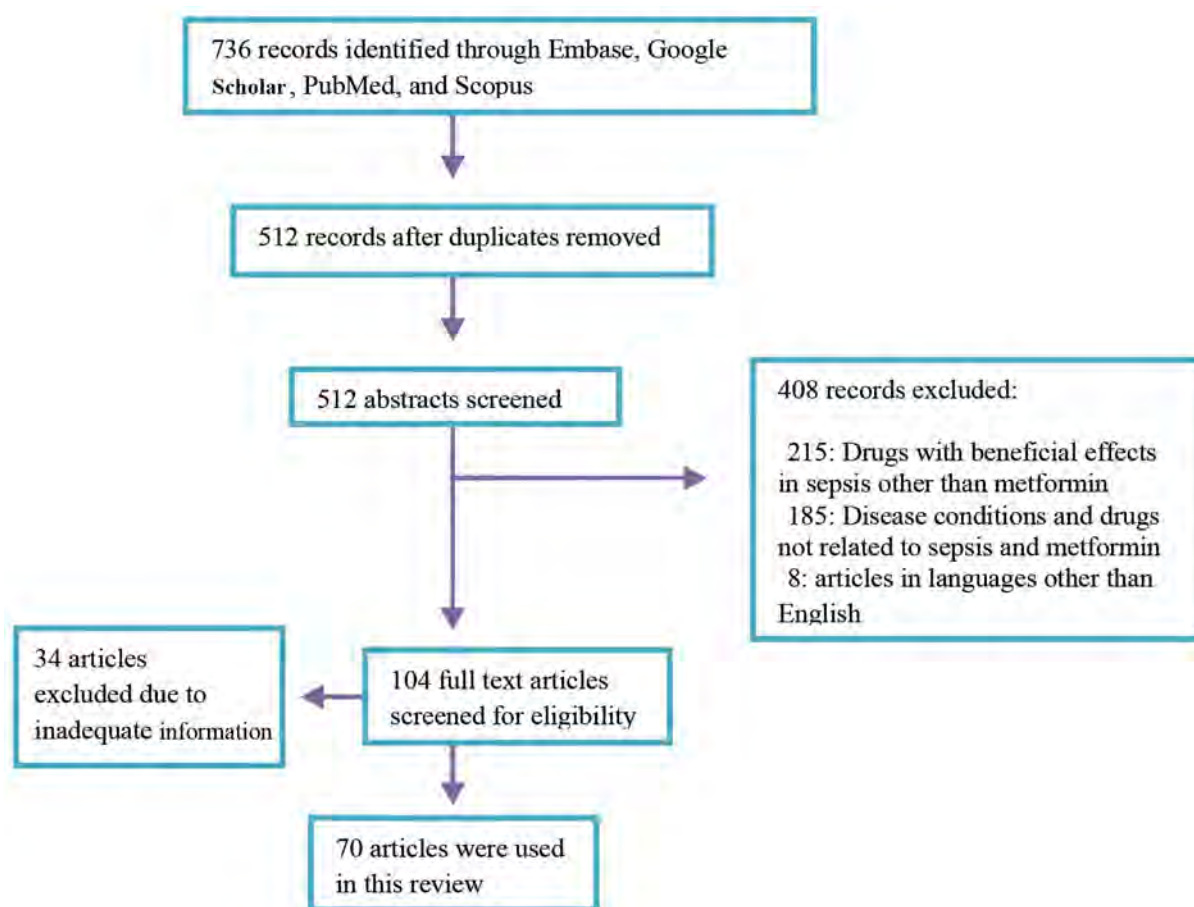 736 records identified through Embase, Google
Scholar, PubMed, and Scopus
512 records after duplicates removed
512 abstracts screened
408 records excluded:
215: Drugs with beneficial effects
in sepsis other than metformin
185: Disease conditions and drugs
not related to sepsis and metformin
8: articles in languages other than
English
34 articles
excluded due to
inadequate information
104 full text articles
screened for eligibility
70 articles were used
in this review